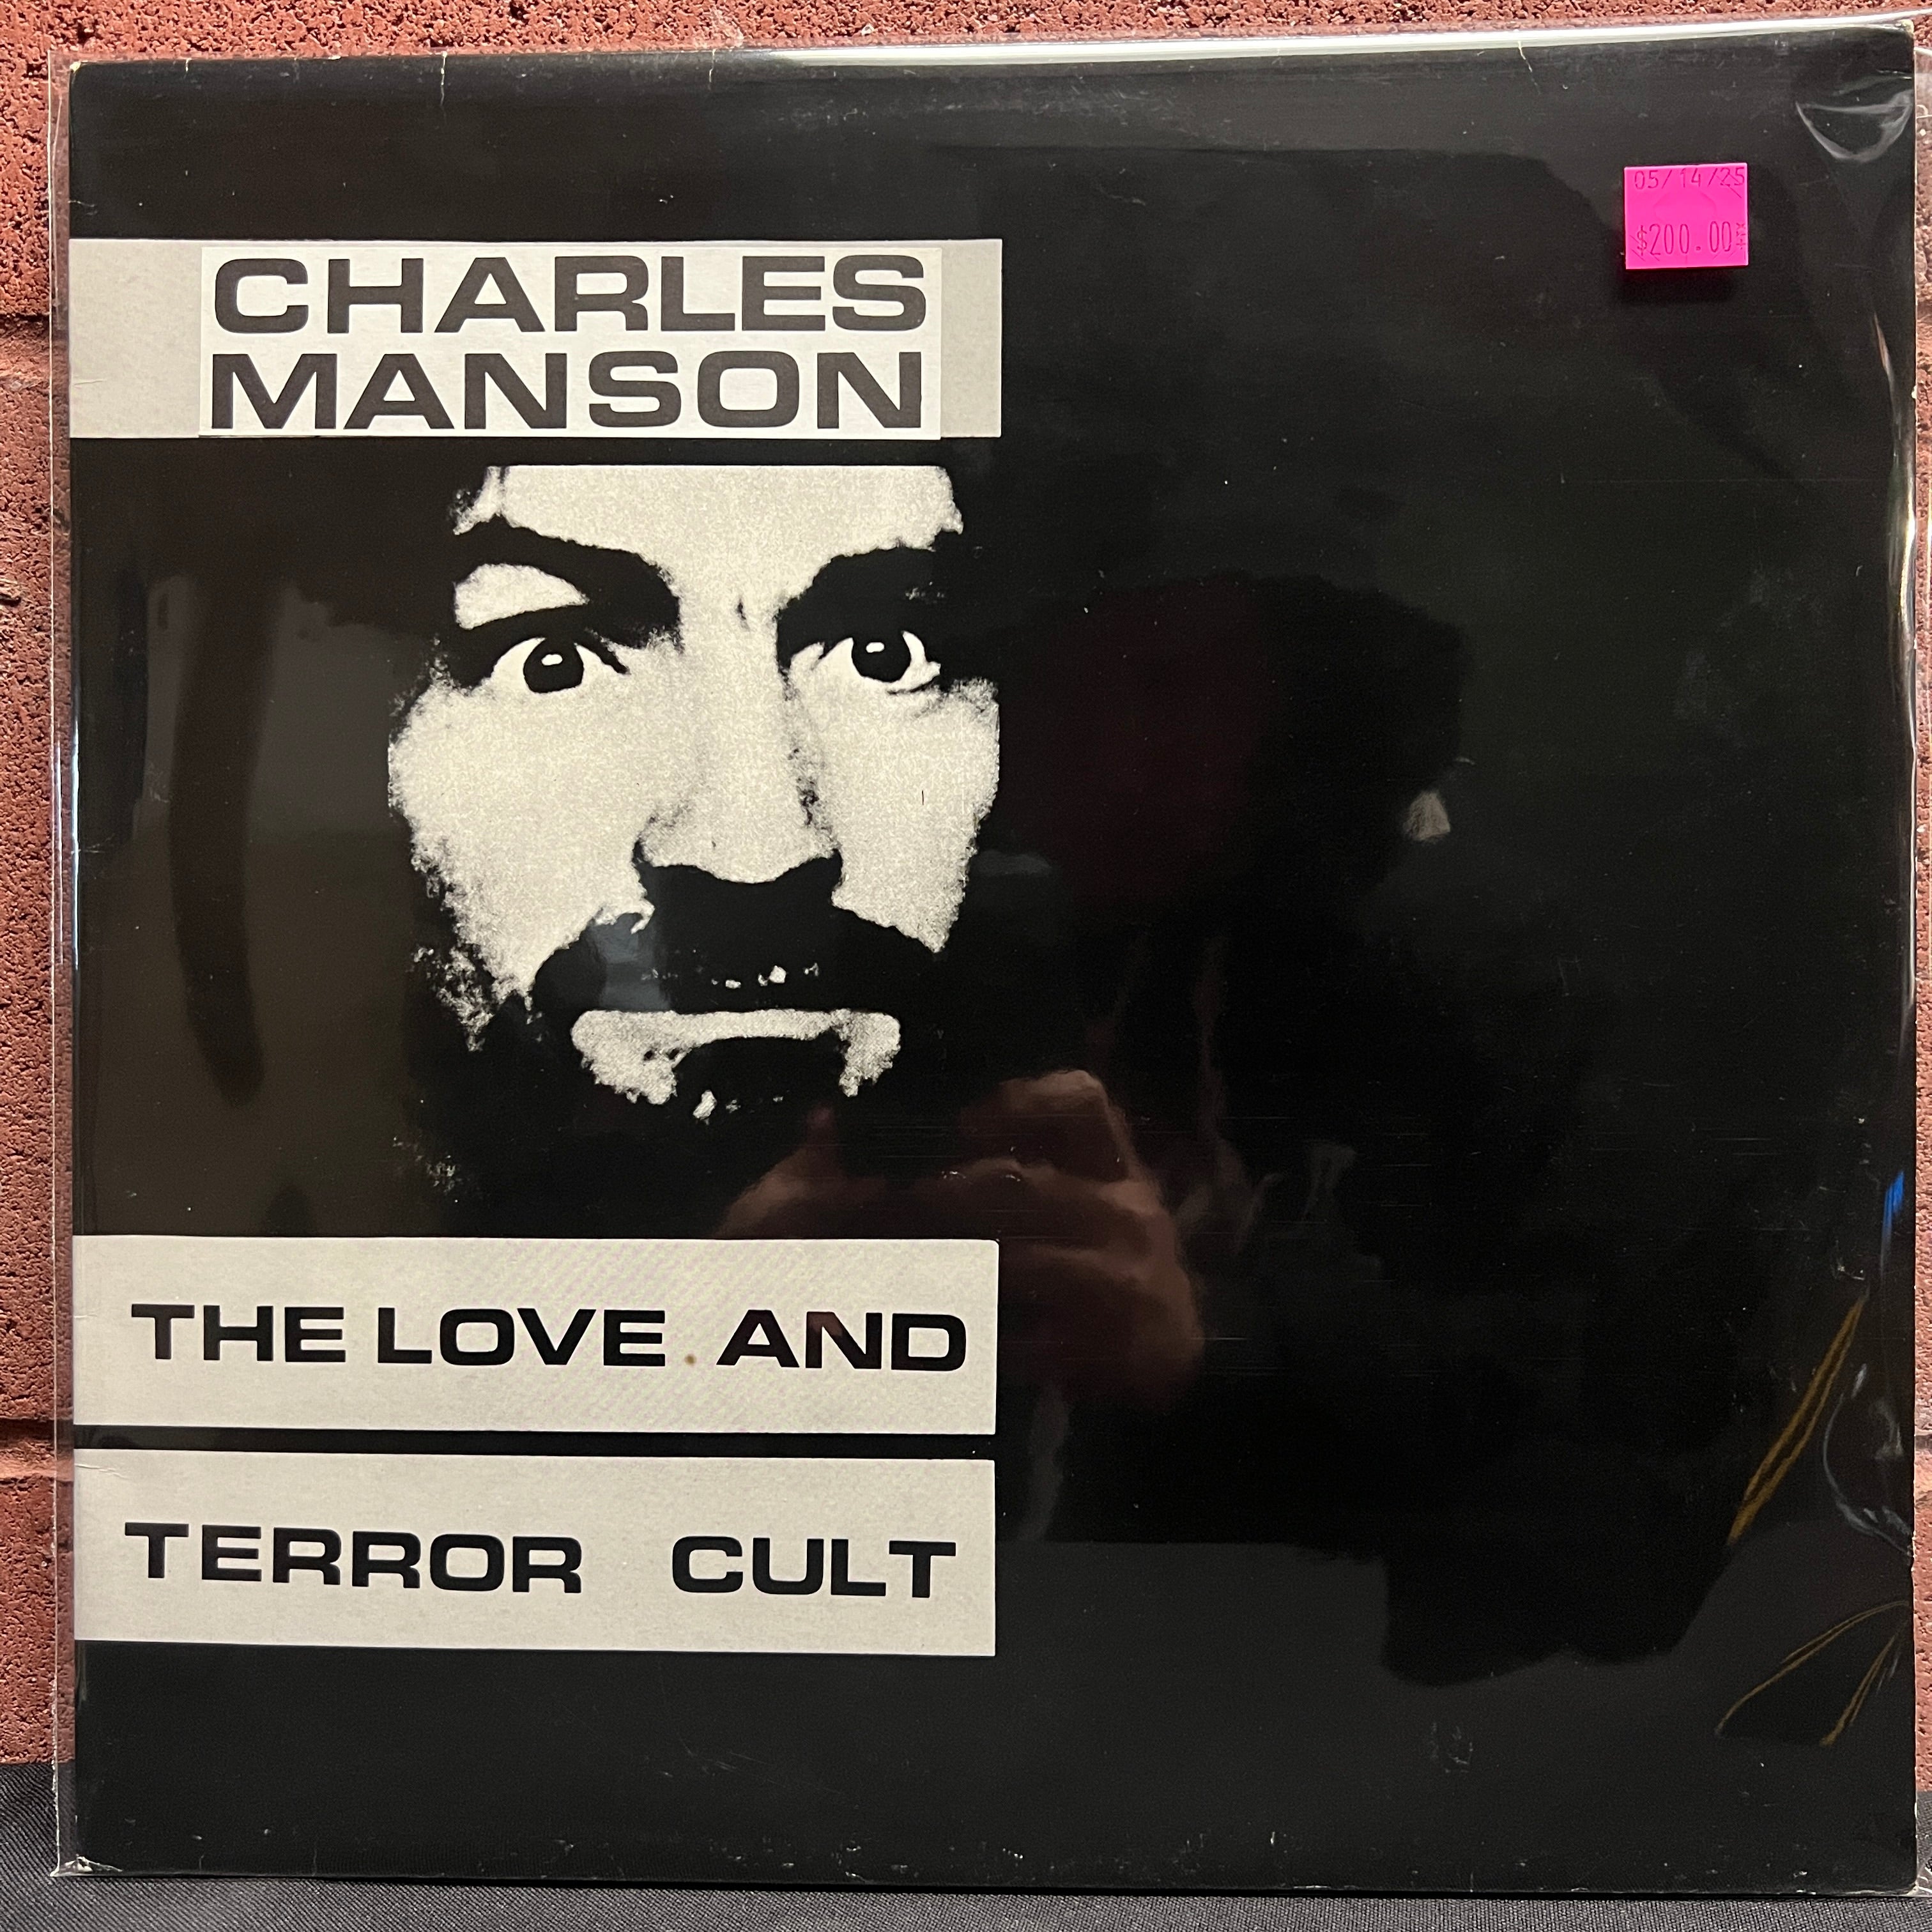 05/14/25
$200.00
CHARLES
MANSON
THE LOVE AND
TERROR CULT